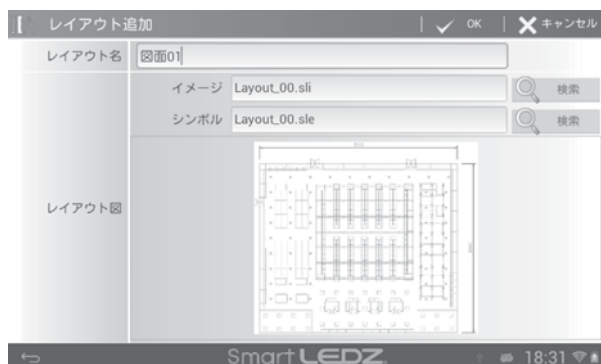 レイアウト追加 OK キャンセル
レイアウト名 図面01
イメージ Layout_00.sli 検索
シンボル Layout_00.sle 検索
レイアウト図
Smart LEDZ 18:31